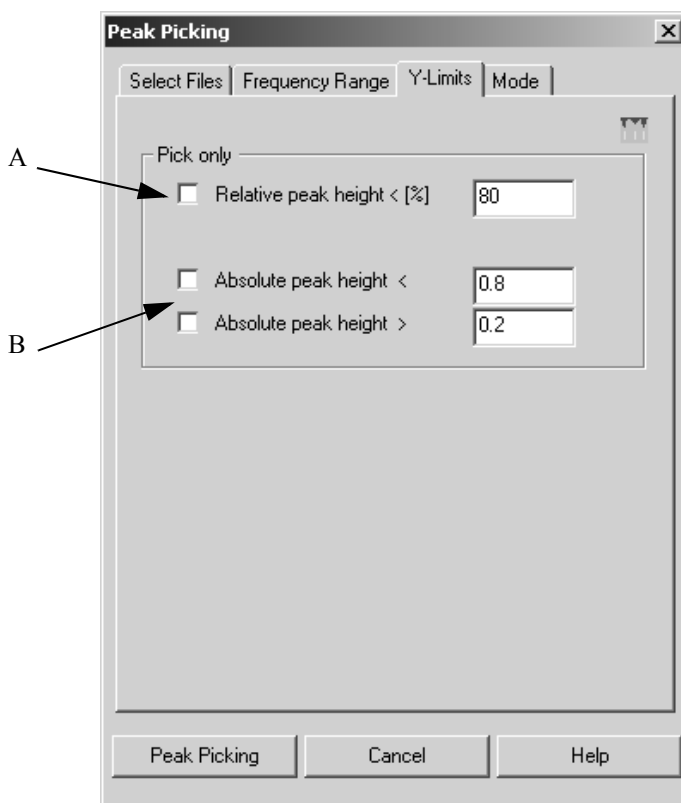 Peak Picking
Select Files Frequency Range Y-Limits Mode
Pick only
A
Relative peak height < [%] 80
Absolute peak height < 0.8
B
Absolute peak height > 0.2
Peak Picking Cancel Help